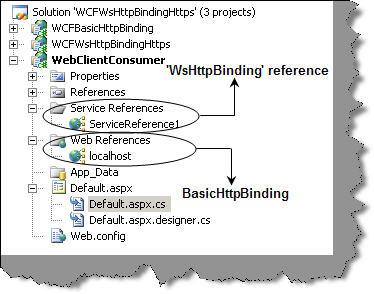 Solution 'WCFWsHttpBindingHttps' (3 projects)
WCFBasicHttpBinding
WCFWsHttpBindingHttps
WebClientConsumer
'WsHttpBinding' reference
Properties
References
Service References
ServiceReference1
Web References
localhost
App_Data
BasicHttpBinding
Default.aspx
Default.aspx.cs
Default.aspx.designer.cs
Web.config